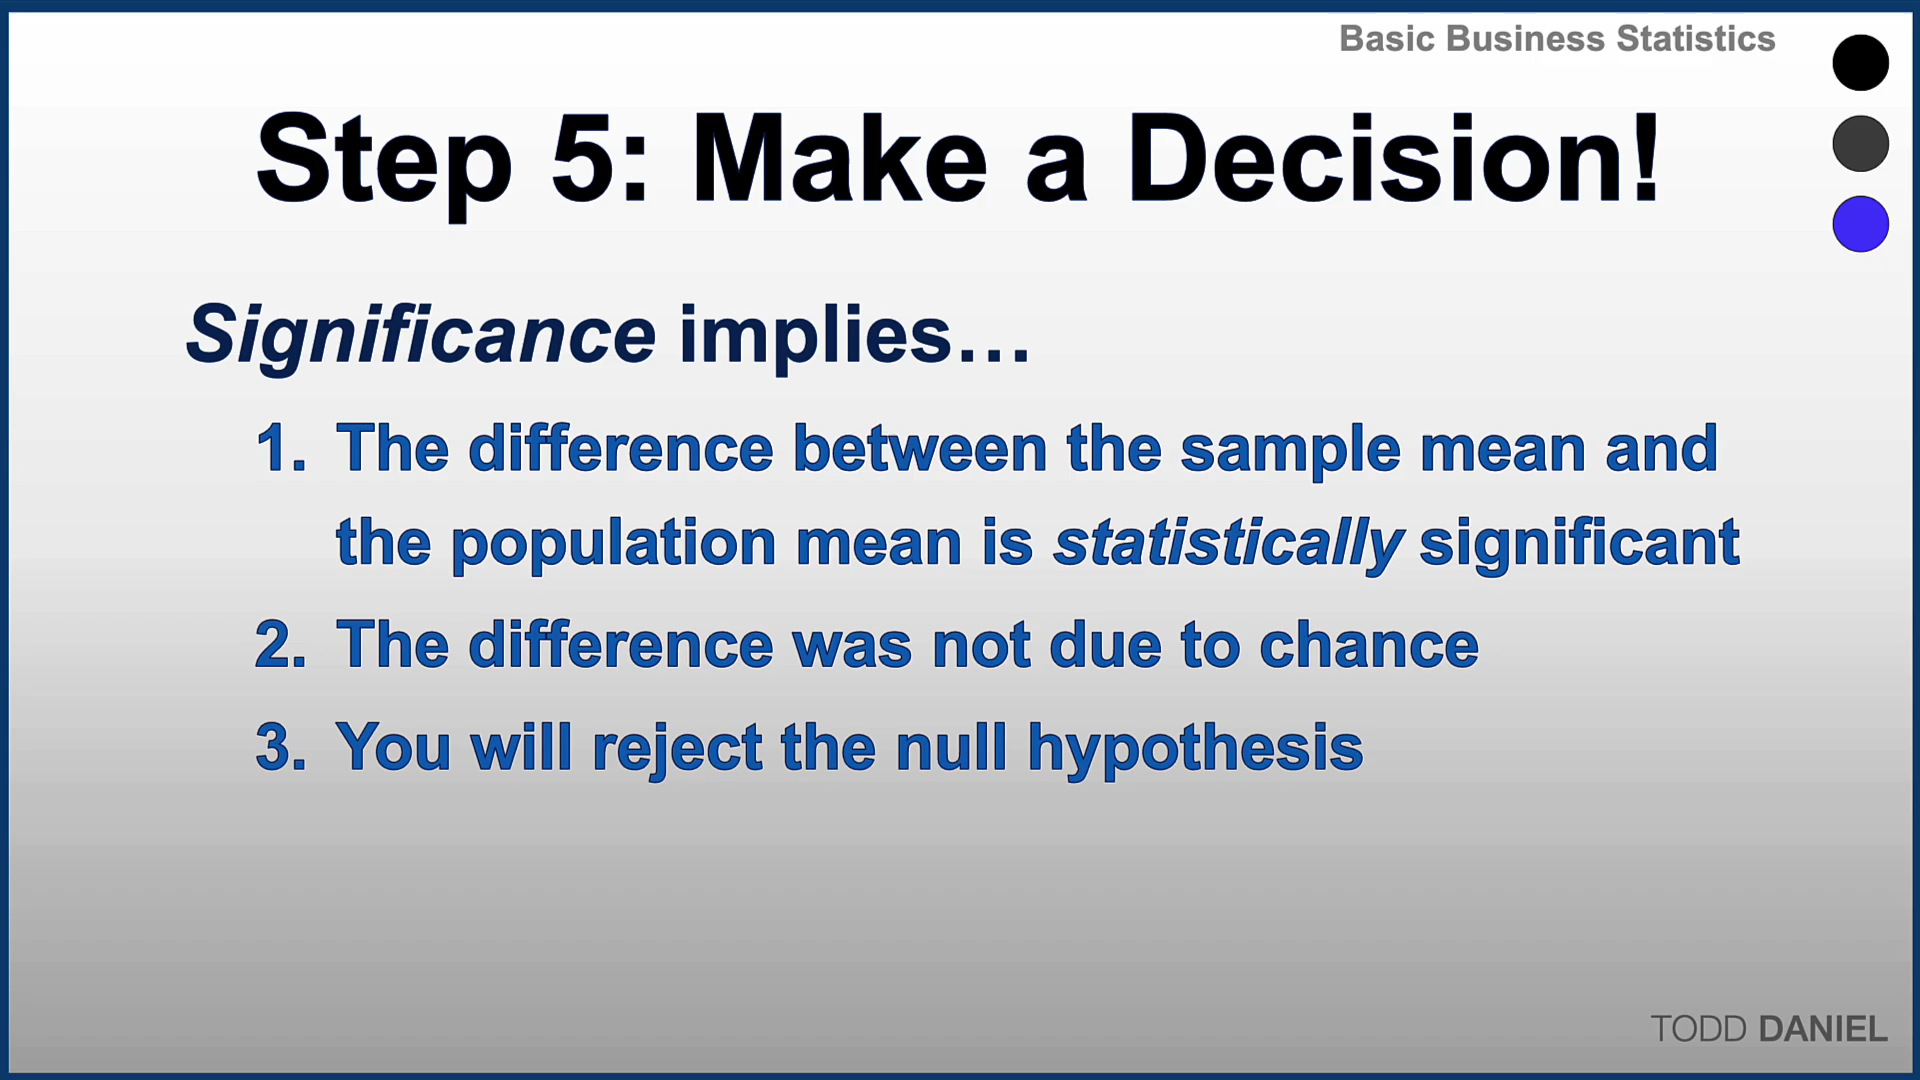 Basic Business Statistics
Step 5: Make a Decision!
Significance implies…
1. The difference between the sample mean and
the population mean is statistically significant
2. The difference was not due to chance
3. You will reject the null hypothesis
TODD DANIEL